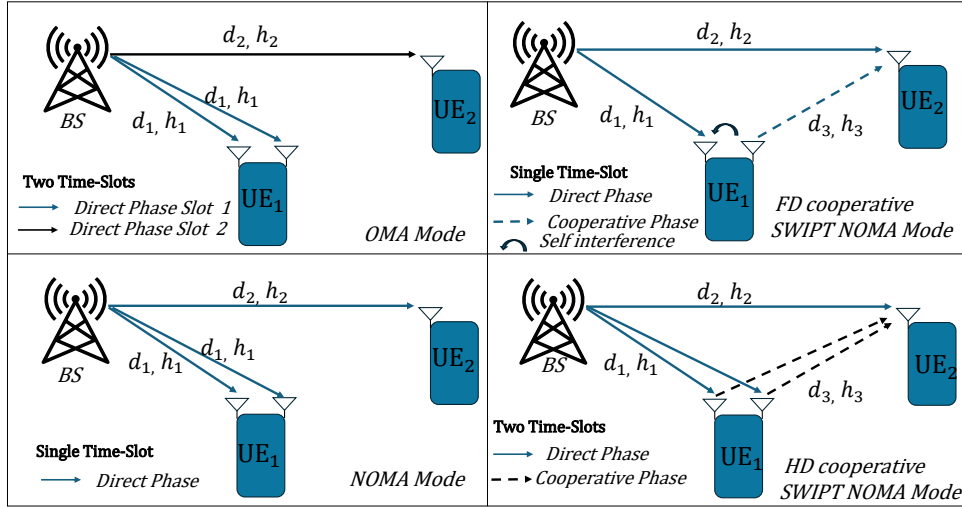 d₂, h₂
d₁, h₁
d₁, h₁
BS
UE₂
UE₁
Two Time-Slots
Direct Phase Slot 1
Direct Phase Slot 2
OMA Mode
d₂, h₂
d₁, h₁
d₃, h₃
BS
UE₂
UE₁
Single Time-Slot
Direct Phase
Cooperative Phase
Self interference
FD cooperative
SWIPT NOMA Mode
d₂, h₂
d₁, h₁
d₁, h₁
BS
UE₂
UE₁
Single Time-Slot
Direct Phase
NOMA Mode
d₂, h₂
d₁, h₁
d₃, h₃
BS
UE₂
UE₁
Two Time-Slots
Direct Phase
Cooperative Phase
HD cooperative
SWIPT NOMA Mode